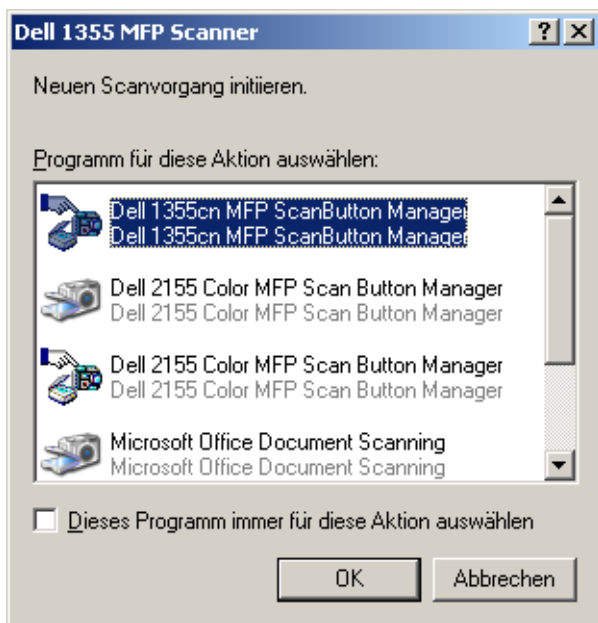 Dell 1355 MFP Scanner
Neuen Scanvorgang initiieren.
Programm für diese Aktion auswählen:
Dell 1355cn MFP ScanButton Manager
Dell 1355cn MFP ScanButton Manager
Dell 2155 Color MFP Scan Button Manager
Dell 2155 Color MFP Scan Button Manager
Dell 2155 Color MFP Scan Button Manager
Dell 2155 Color MFP Scan Button Manager
Microsoft Office Document Scanning
Microsoft Office Document Scanning
Dieses Programm immer für diese Aktion auswählen
OK Abbrechen